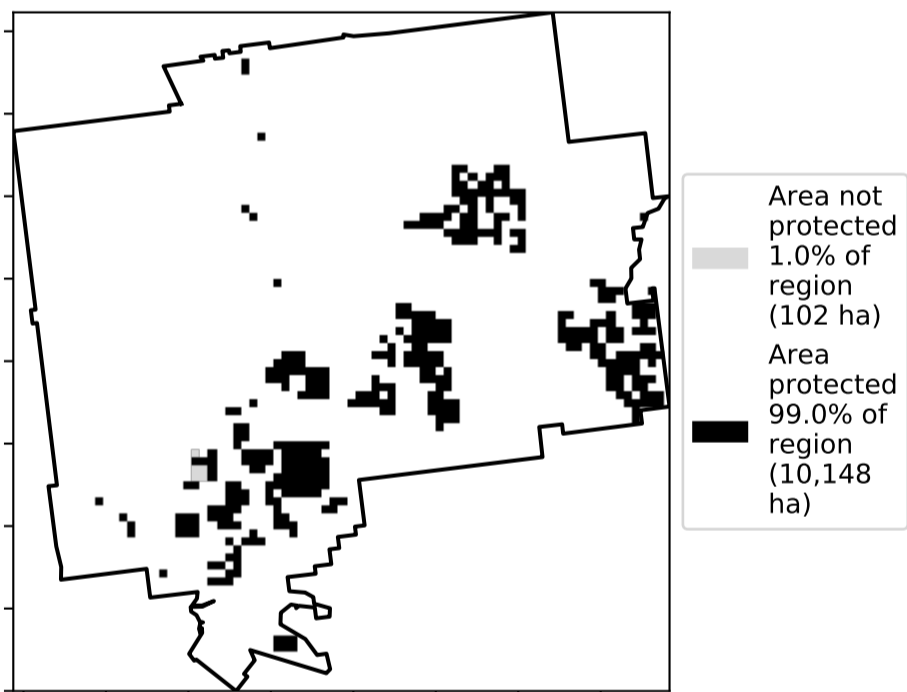 Area not
protected
1.0% of
region
(102 ha)
Area
protected
99.0% of
region
(10,148
ha)